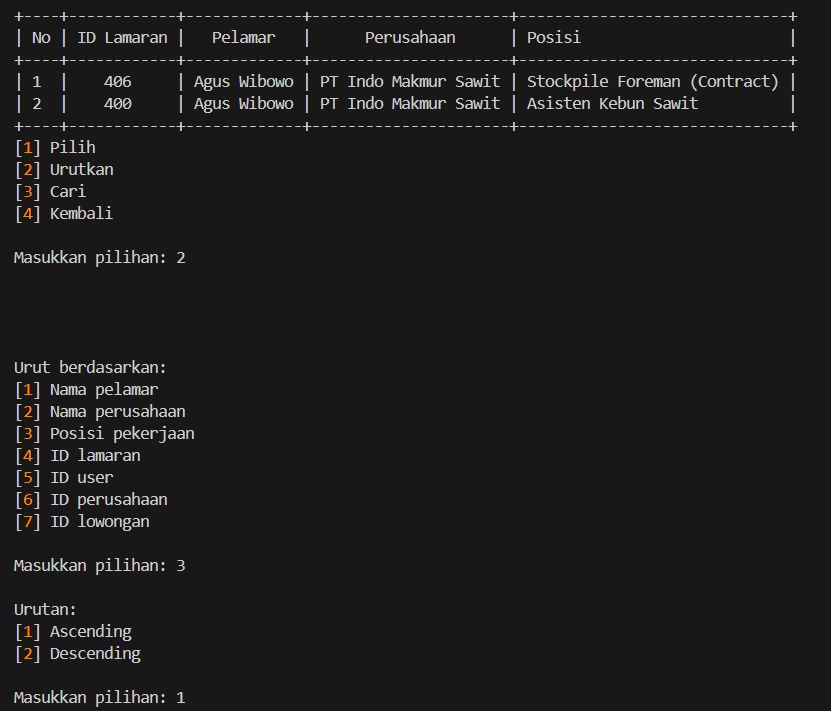 +----+------------+-------------+----------------------+------------------------------+
| No | ID Lamaran |   Pelamar   |      Perusahaan      | Posisi                       |
+----+------------+-------------+----------------------+------------------------------+
| 1  |    406     | Agus Wibowo | PT Indo Makmur Sawit | Stockpile Foreman (Contract) |
| 2  |    400     | Agus Wibowo | PT Indo Makmur Sawit | Asisten Kebun Sawit          |
+----+------------+-------------+----------------------+------------------------------+
[1] Pilih
[2] Urutkan
[3] Cari
[4] Kembali

Masukkan pilihan: 2

Urut berdasarkan:
[1] Nama pelamar
[2] Nama perusahaan
[3] Posisi pekerjaan
[4] ID lamaran
[5] ID user
[6] ID perusahaan
[7] ID lowongan

Masukkan pilihan: 3

Urutan:
[1] Ascending
[2] Descending

Masukkan pilihan: 1